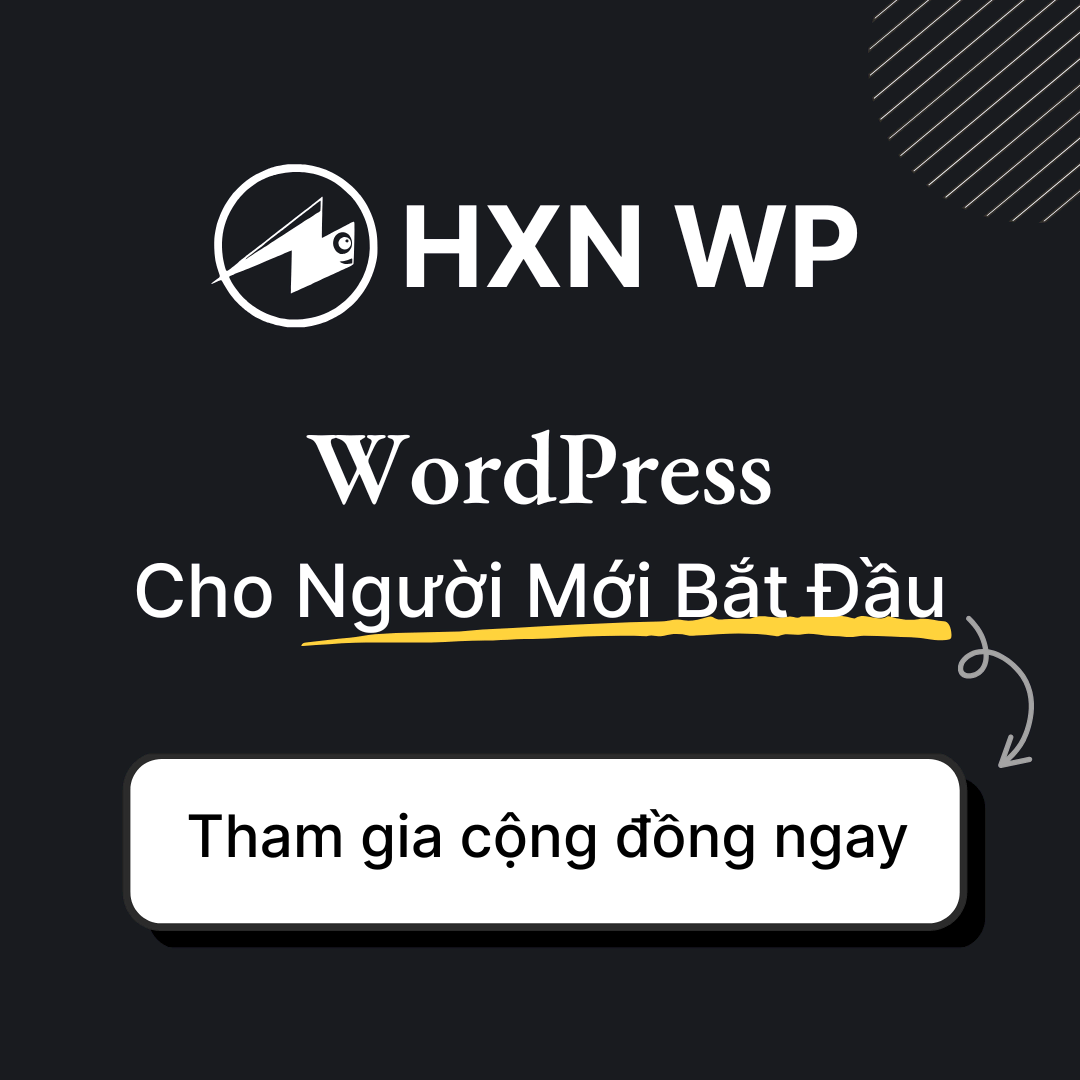 HXN WP
WordPress
Cho Người Mới Bắt Đầu
Tham gia cộng đồng ngay